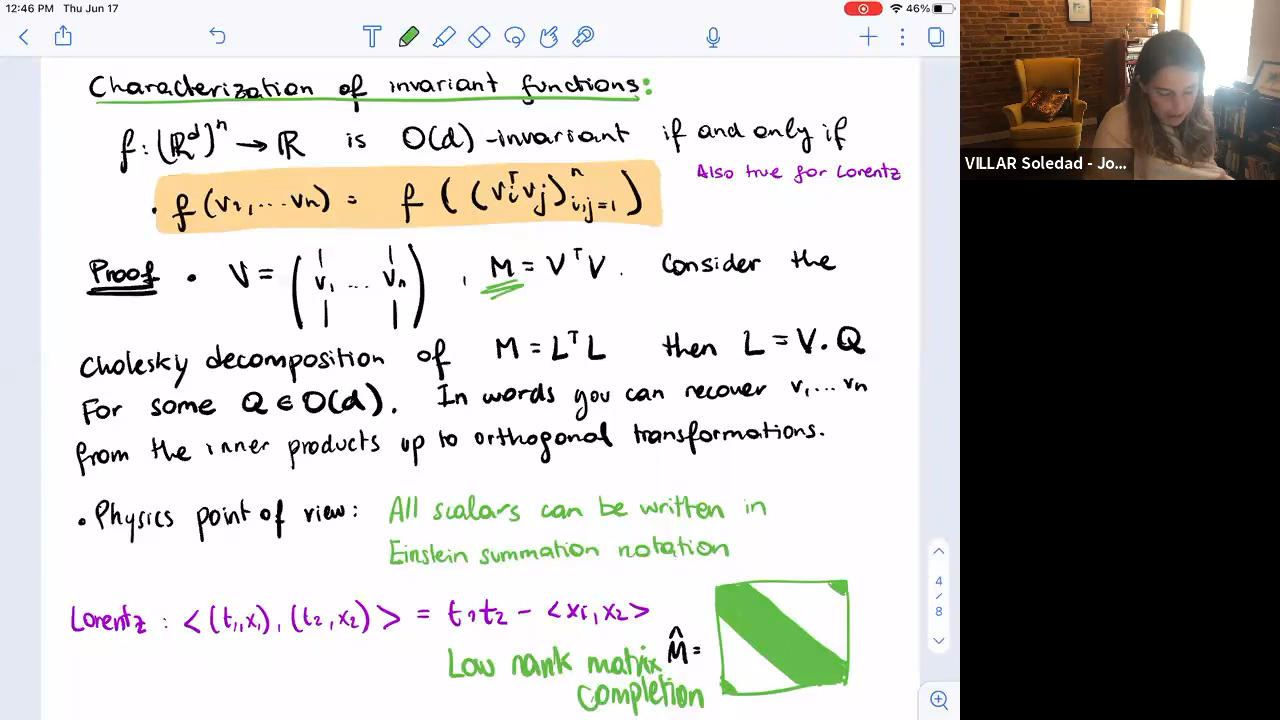 12:46 PM Thu Jun 17
46%
Characterization of invariant functions:
f: (ℝᵈ)ⁿ → ℝ is O(d)-invariant if and only if
Also true for Lorentz
• f(v₁, ... vₙ) = f((vᵢᵀvⱼ)ⁿᵢ,ⱼ₌₁)
Proof • V = (v₁ ... vₙ), M = VᵀV. Consider the
Cholesky decomposition of M = LᵀL then L = V.Q
For some Q ∈ O(d). In words you can recover v₁ ... vₙ
from the inner products up to orthogonal transformations.
• Physics point of view: All scalars can be written in
Einstein summation notation
Lorentz: <(t₁,x₁),(t₂,x₂)> = t₁t₂ - <x₁,x₂>
M̂ =
Low rank matrix
completion
VILLAR Soledad - Jo...
4
/
8